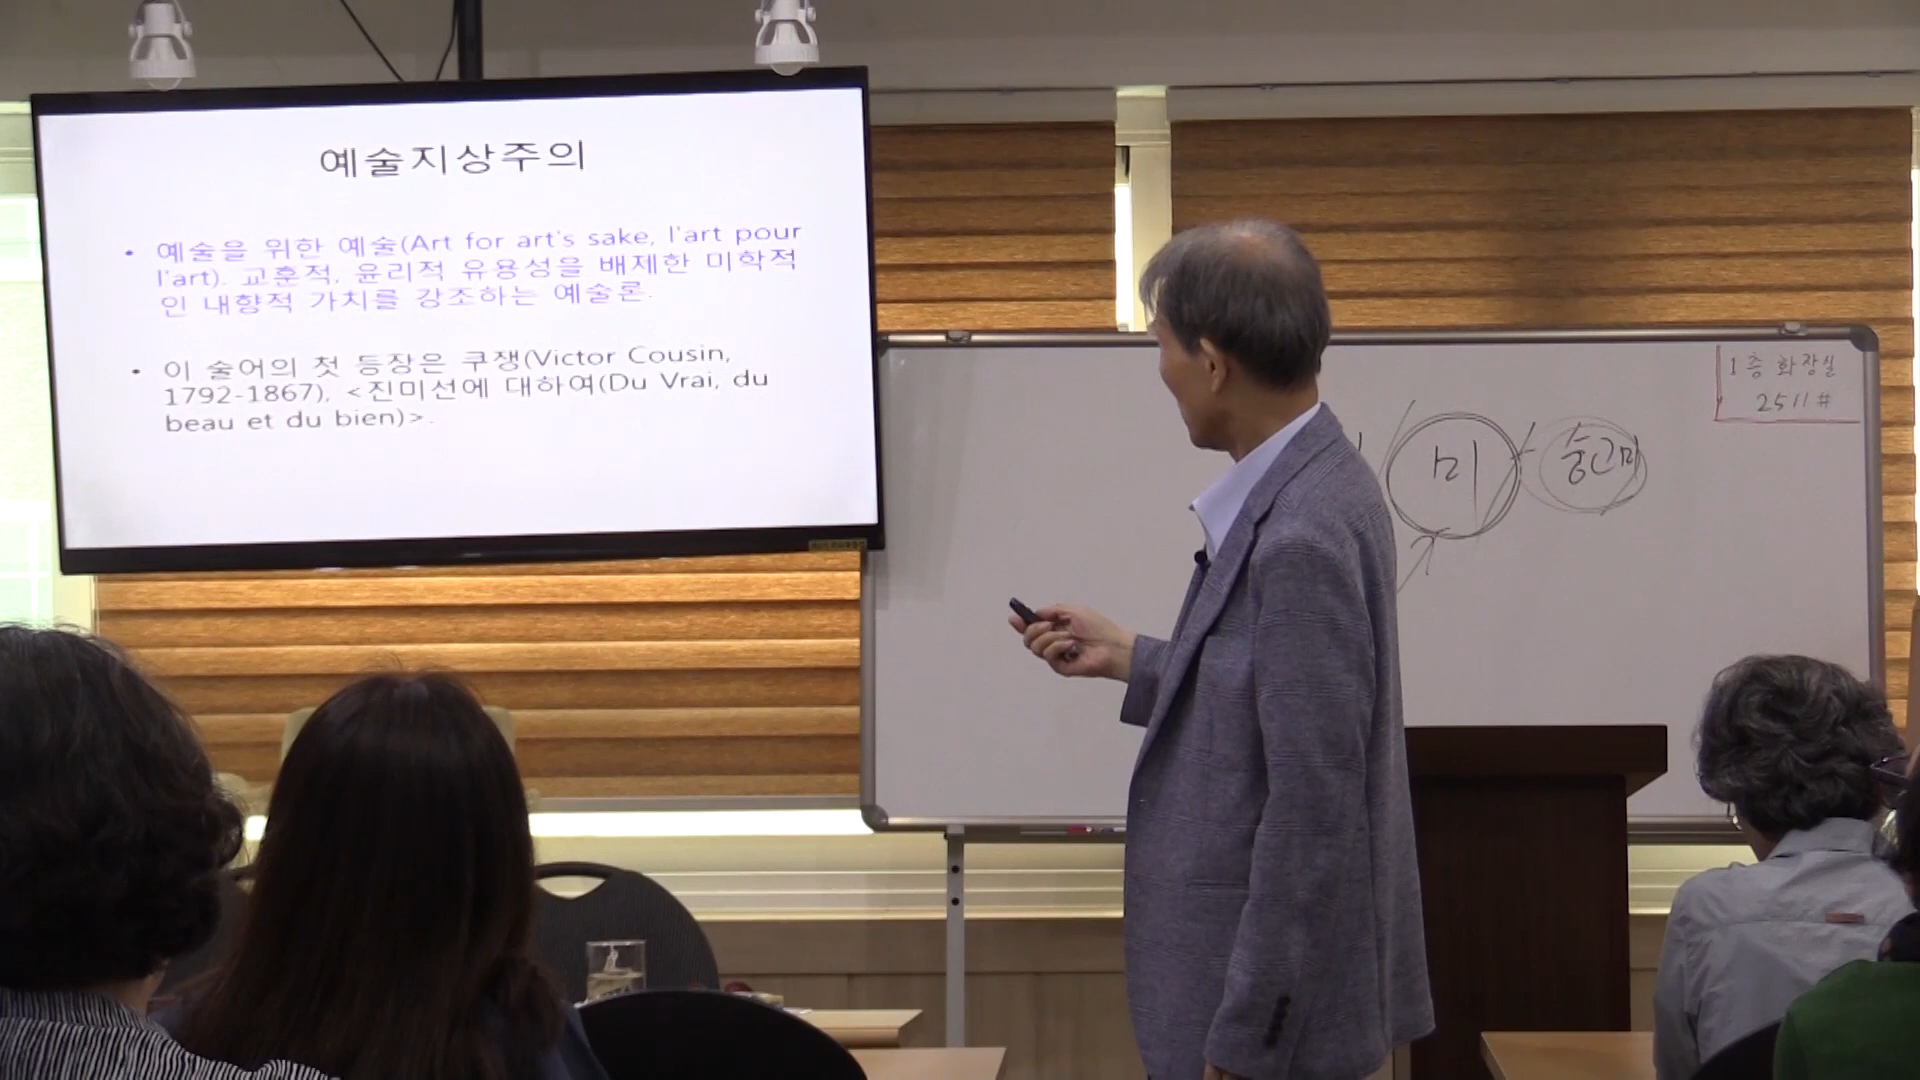 예술지상주의
• 예술을 위한 예술(Art for art's sake, l'art pour
l'art). 교훈적, 윤리적 유용성을 배제한 미학적
인 내향적 가치를 강조하는 예술론.
• 이 술어의 첫 등장은 쿠쟁(Victor Cousin,
1792-1867), <진미선에 대하여(Du Vrai, du
beau et du bien)>.
1층 화장실
2511#
미
숭고미